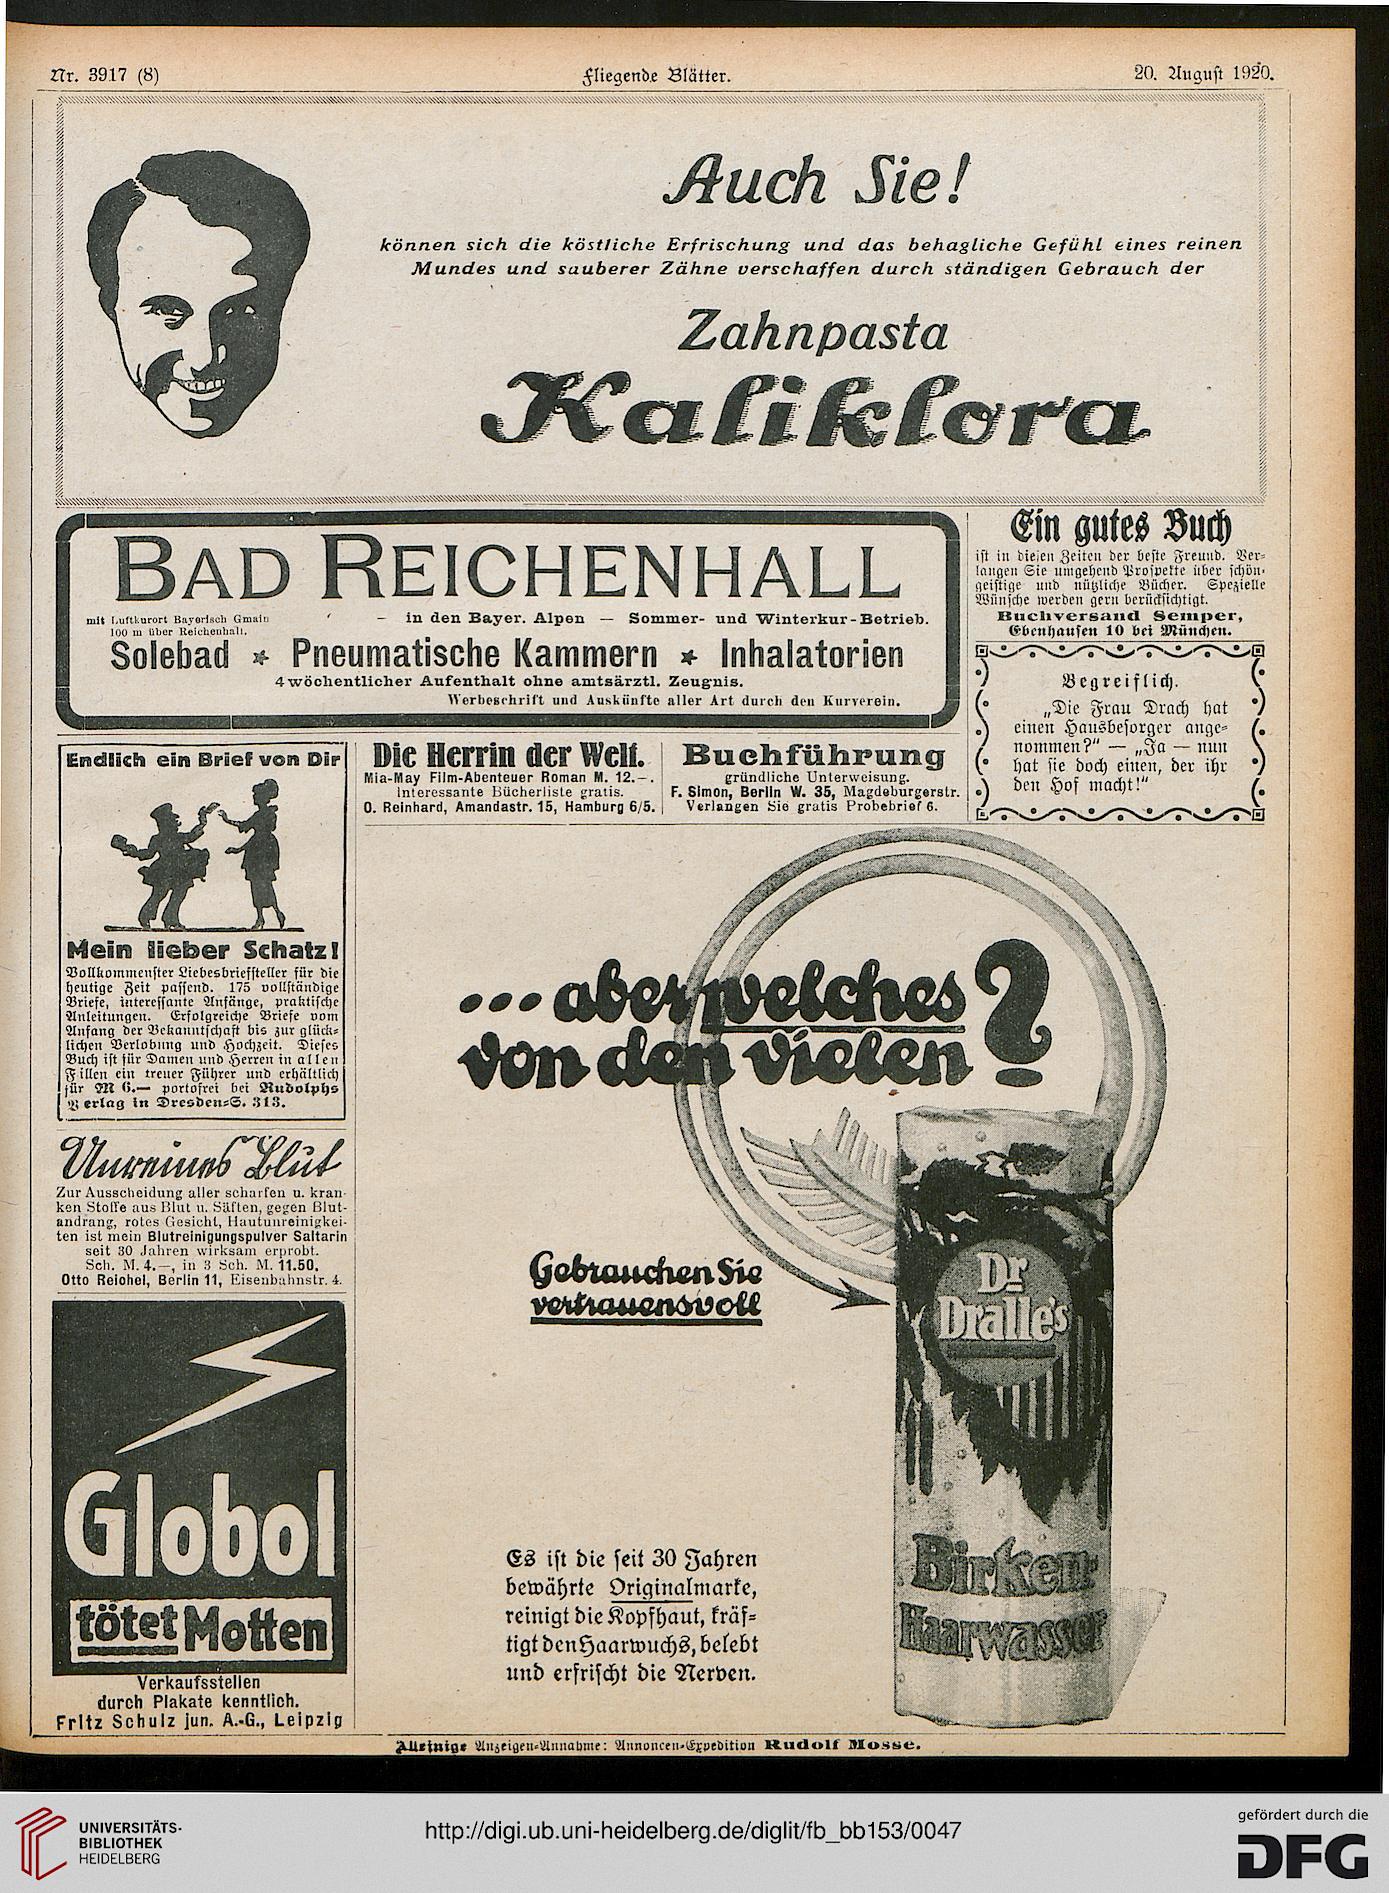 Nr. 3917 (8)
Fliegende Blätter.
20. August 1920.
Auch Sie!
können sich die köstliche Erfrischung und das behagliche Gefühl eines reinen
Mundes und sauberer Zähne verschaffen durch ständigen Gebrauch der
Zahnpasta
Kaliklora
BAD REICHENHALL
mit Luftkurort Bayerisch Gmain
100 m über Reichenhall.
– in den Bayer. Alpen — Sommer- und Winterkur-Betrieb.
Solebad * Pneumatische Kammern * Inhalatorien
4wöchentlicher Aufenthalt ohne amtsärztl. Zeugnis.
Werbeschrift und Auskünfte aller Art durch den Kurverein.
Ein gutes Buch
ist in diesen Zeiten der beste Freund. Ver-
langen Sie umgehend Prospekte über schön-
geistige und nützliche Bücher. Spezielle
Wünsche werden gern berücksichtigt.
Buchversand Semper,
Ebenhausen 10 bei München.
Begreiflich.
„Die Frau Drach hat
einen Hausbesorger ange-
nommen?“ — „Ja — nun
hat sie doch einen, der ihr
den Hof macht!“
Endlich ein Brief von Dir
Mein lieber Schatz!
Vollkommenster Liebesbriefsteller für die
heutige Zeit passend. 175 vollständige
Briefe, interessante Anfänge, praktische
Anleitungen. Erfolgreiche Briefe vom
Anfang der Bekanntschaft bis zur glück-
lichen Verlobung und Hochzeit. Dieses
Buch ist für Damen und Herren in allen
Fällen ein treuer Führer und erhältlich
für M 6.— portofrei bei Rudolphs
Verlag in Dresden-S. 313.
Die Herrin der Welt.
Mia-May Film-Abenteuer Roman M. 12.–.
Interessante Bücherliste gratis.
O. Reinhard, Amandastr. 15, Hamburg 6/5.
Buchführung
gründliche Unterweisung.
F. Simon, Berlin W. 35, Magdeburgerstr.
Verlangen Sie gratis Probebrief 6.
Unreines Blut
Zur Ausscheidung aller scharfen u. kran-
ken Stoffe aus Blut u. Säften, gegen Blut-
andrang, rotes Gesicht, Hautunreinigkei-
ten ist mein Blutreinigungspulver Saltarin
seit 30 Jahren wirksam erprobt.
Sch. M. 4.–, in 3 Sch. M. 11.50.
Otto Reichel, Berlin 11, Eisenbahnstr. 4.
Globol
tötet Motten
Verkaufsstellen
durch Plakate kenntlich.
Fritz Schulz jun. A.-G., Leipzig
... aber welches
von den vielen ?
Gebrauchen Sie
vertrauensvoll
Dr
Dralle's
Birken-
Haarwasser
Es ist die seit 30 Jahren
bewährte Originalmarke,
reinigt die Kopfhaut, kräf-
tigt den Haarwuchs, belebt
und erfrischt die Nerven.
Alleinige Anzeigen-Annahme: Annoncen-Expedition Rudolf Mosse.
UNIVERSITÄTS-
BIBLIOTHEK
HEIDELBERG
http://digi.ub.uni-heidelberg.de/diglit/fb_bb153/0047
gefördert durch die
DFG